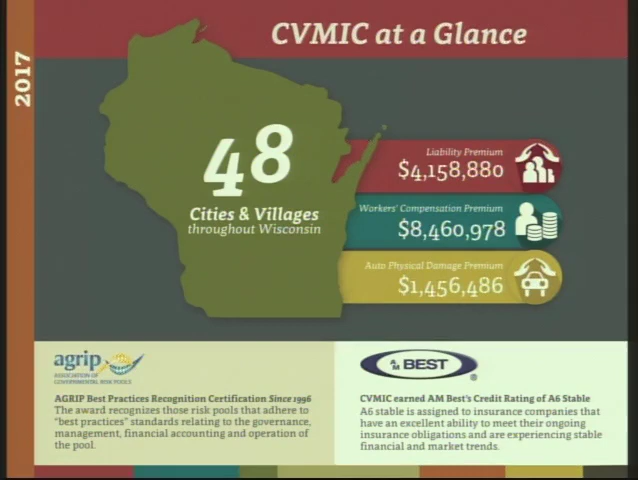 CVMIC at a Glance
2017
48
Cities & Villages
throughout Wisconsin
Liability Premium
$4,158,880
Workers' Compensation Premium
$8,460,978
Auto Physical Damage Premium
$1,456,486
agrip
ASSOCIATION OF
GOVERNMENTAL RISK POOLS
AGRIP Best Practices Recognition Certification Since 1996
The award recognizes those risk pools that adhere to
"best practices" standards relating to the governance,
management, financial accounting and operation of
the pool.
AM BEST ®
CVMIC earned AM Best's Credit Rating of A6 Stable
A6 stable is assigned to insurance companies that
have an excellent ability to meet their ongoing
insurance obligations and are experiencing stable
financial and market trends.